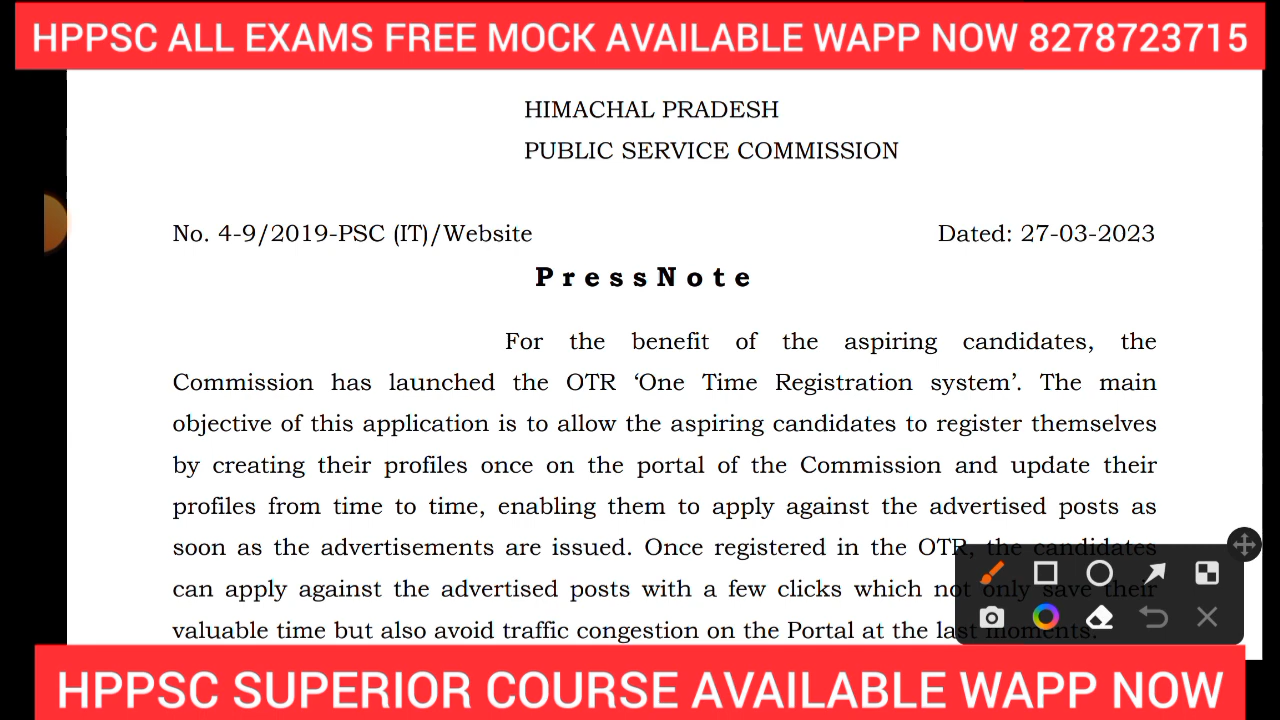 HPPSC ALL EXAMS FREE MOCK AVAILABLE WAPP NOW 8278723715
HIMACHAL PRADESH
PUBLIC SERVICE COMMISSION
No. 4-9/2019-PSC (IT)/Website Dated: 27-03-2023
PressNote
For the benefit of the aspiring candidates, the
Commission has launched the OTR ‘One Time Registration system’. The main
objective of this application is to allow the aspiring candidates to register themselves
by creating their profiles once on the portal of the Commission and update their
profiles from time to time, enabling them to apply against the advertised posts as
soon as the advertisements are issued. Once registered in the OTR, the candidates
can apply against the advertised posts with a few clicks which not only save their
valuable time but also avoid traffic congestion on the Portal at the last moments.
HPPSC SUPERIOR COURSE AVAILABLE WAPP NOW